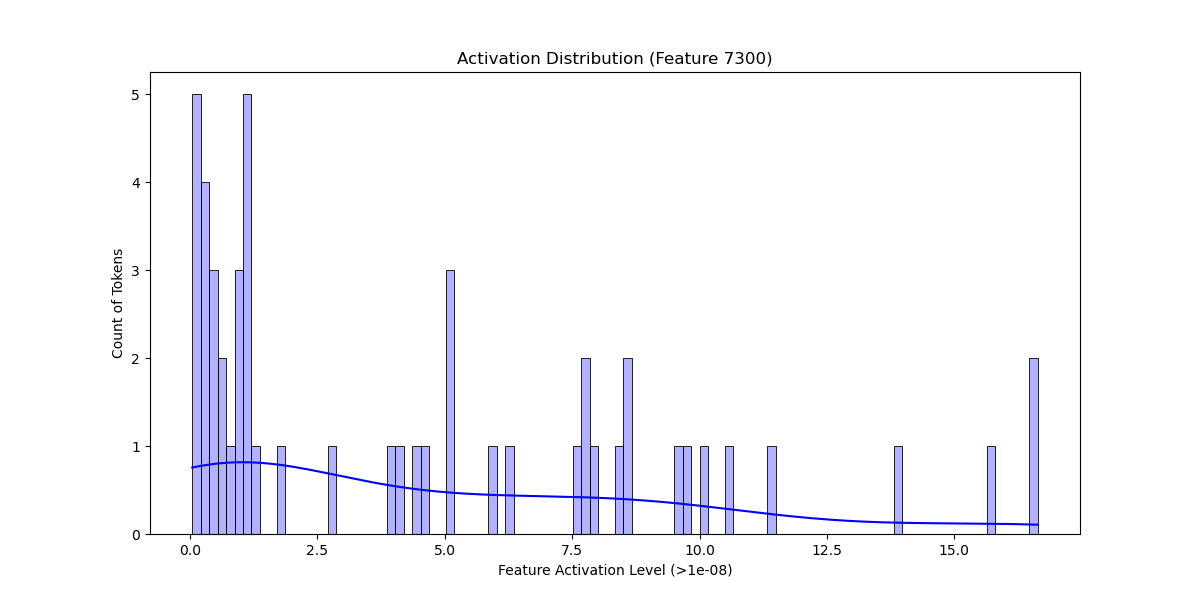 Activation Distribution (Feature 7300)
Count of Tokens
5
4
3
2
1
0
0.0 2.5 5.0 7.5 10.0 12.5 15.0
Feature Activation Level (>1e-08)